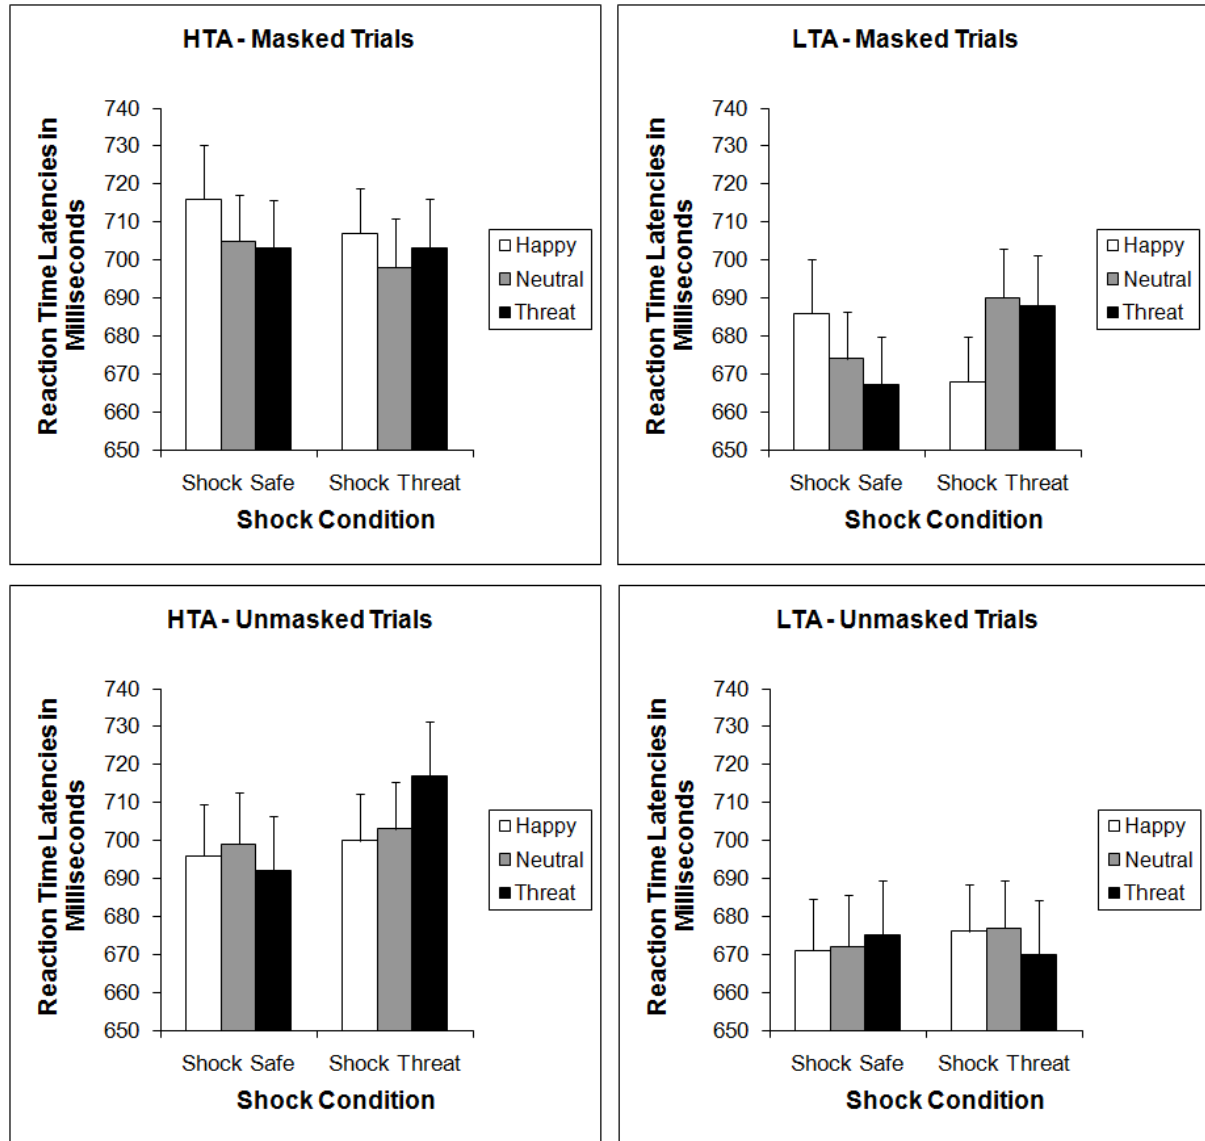 HTA - Masked Trials
Reaction Time Latencies in
Milliseconds
740
730
720
710
700
690
680
670
660
650
Shock Safe
Shock Threat
Shock Condition
Happy
Neutral
Threat
LTA - Masked Trials
Reaction Time Latencies in
Milliseconds
740
730
720
710
700
690
680
670
660
650
Shock Safe
Shock Threat
Shock Condition
Happy
Neutral
Threat
HTA - Unmasked Trials
Reaction Time Latencies in
Milliseconds
740
730
720
710
700
690
680
670
660
650
Shock Safe
Shock Threat
Shock Condition
Happy
Neutral
Threat
LTA - Unmasked Trials
Reaction Time Latencies in
Milliseconds
740
730
720
710
700
690
680
670
660
650
Shock Safe
Shock Threat
Shock Condition
Happy
Neutral
Threat